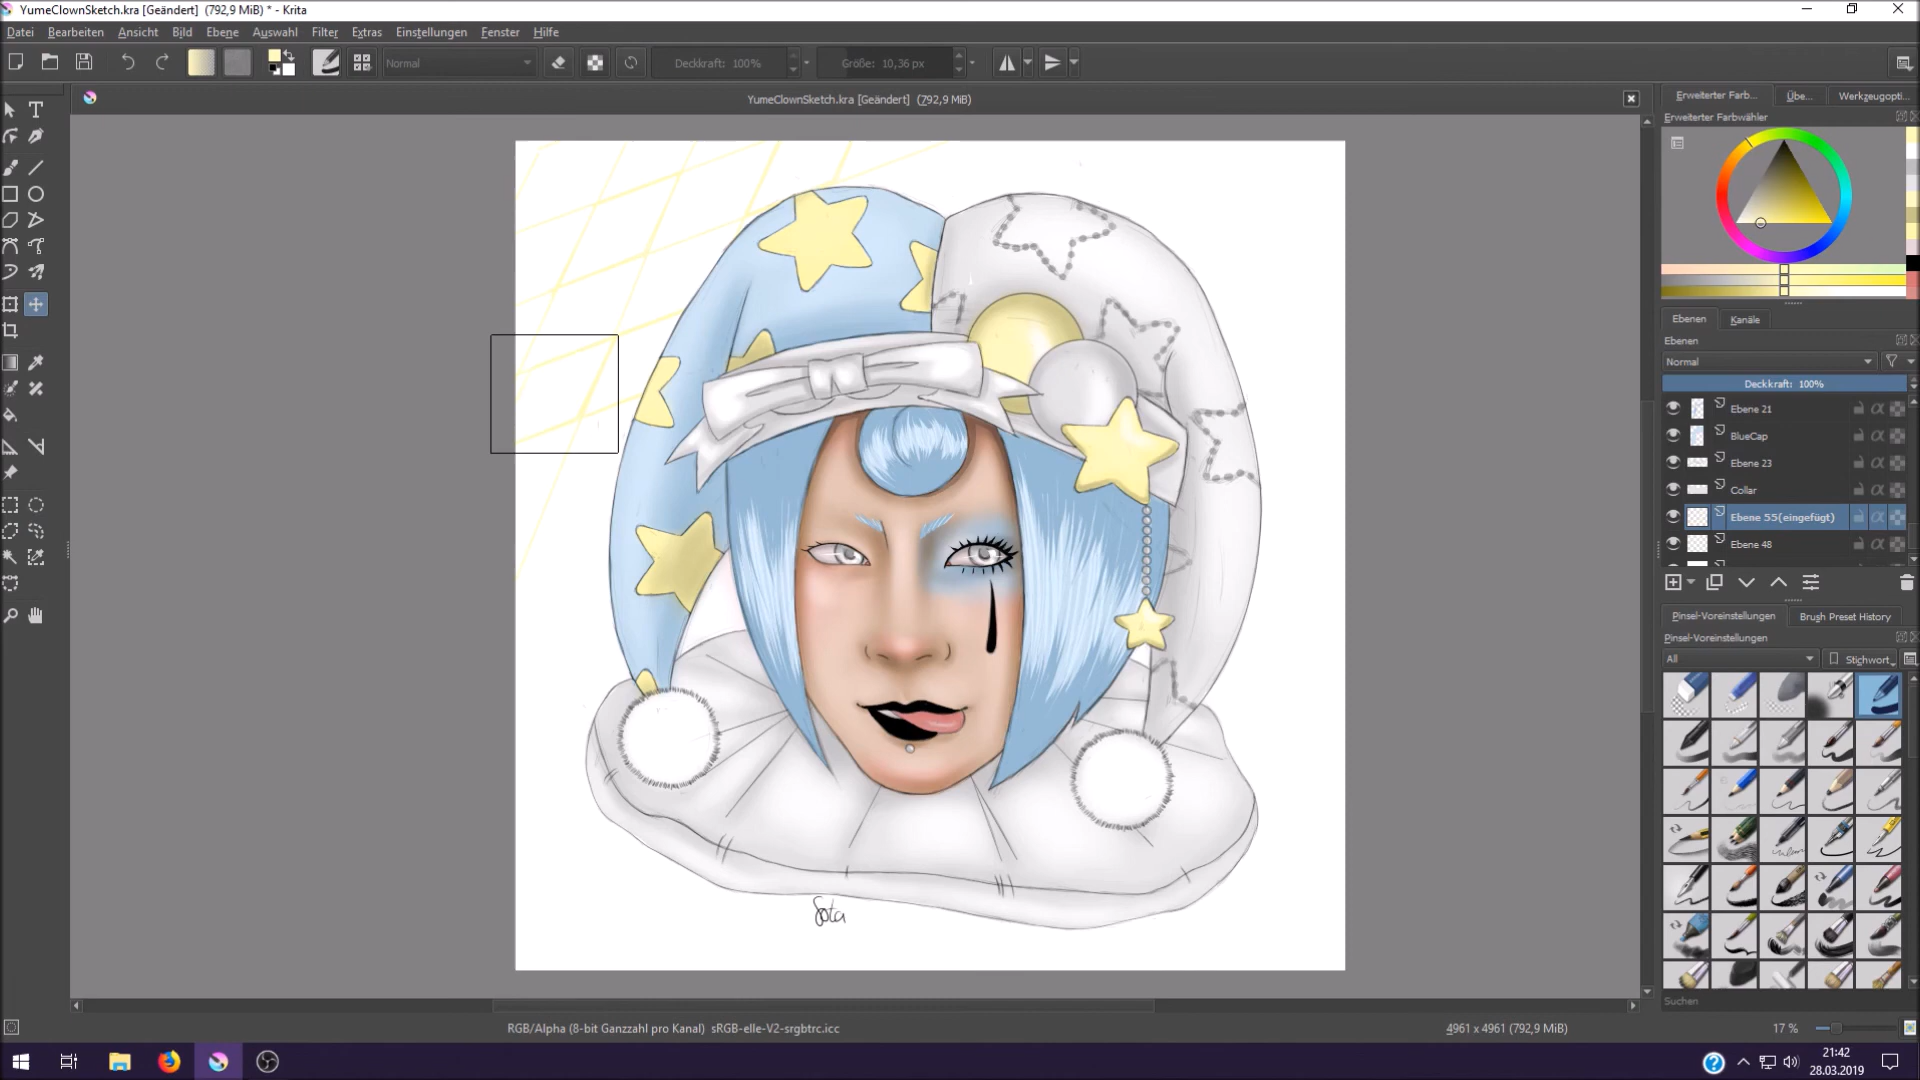 YumeClownSketch.kra [Geändert]  (792,9 MiB) * - Krita
Datei Bearbeiten Ansicht Bild Ebene Auswahl Filter Extras Einstellungen Fenster Hilfe
Normal Deckkraft: 100% Größe: 10,36 px
YumeClownSketch.kra [Geändert]  (792,9 MiB)
Erweiterter Farb... Übe... Werkzeugopti...
Erweiterter Farbwähler
Ebenen Kanäle
Ebenen
Normal
Deckkraft: 100%
Ebene 21
BlueCap
Ebene 23
Collar
Ebene 55(eingefügt)
Ebene 48
Pinsel-Voreinstellungen Brush Preset History
Pinsel-Voreinstellungen
All Stichwort
Sota
Suchen
RGB/Alpha (8-bit Ganzzahl pro Kanal)  sRGB-elle-V2-srgbtrc.icc 4961 x 4961 (792,9 MiB) 17 %
21:42
28.03.2019